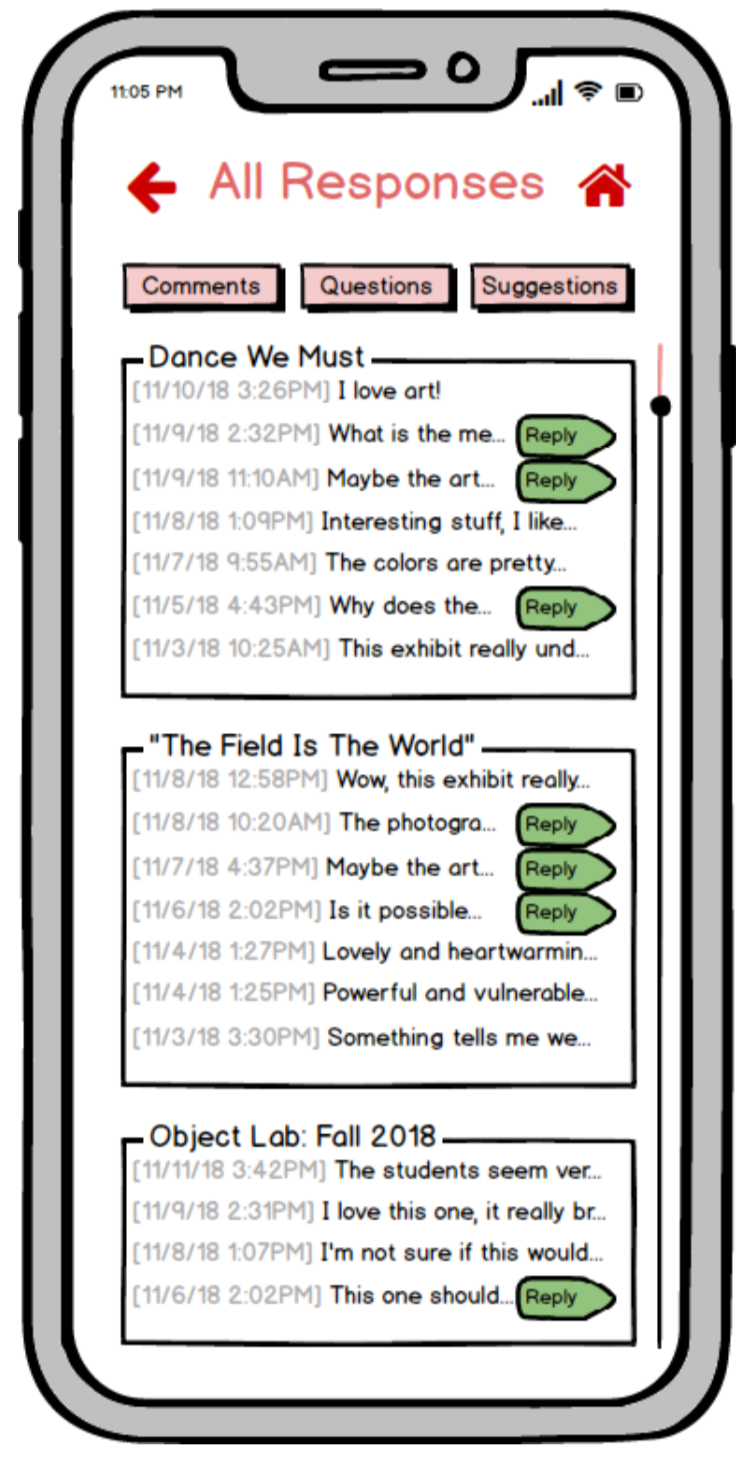 11:05 PM
All Responses
Comments Questions Suggestions
Dance We Must
[11/10/18 3:26PM] I love art!
[11/9/18 2:32PM] What is the me... Reply
[11/9/18 11:10AM] Maybe the art... Reply
[11/8/18 1:09PM] Interesting stuff, I like...
[11/7/18 9:55AM] The colors are pretty...
[11/5/18 4:43PM] Why does the... Reply
[11/3/18 10:25AM] This exhibit really und...
"The Field Is The World"
[11/8/18 12:58PM] Wow, this exhibit really...
[11/8/18 10:20AM] The photogra... Reply
[11/7/18 4:37PM] Maybe the art... Reply
[11/6/18 2:02PM] Is it possible... Reply
[11/4/18 1:27PM] Lovely and heartwarmin...
[11/4/18 1:25PM] Powerful and vulnerable...
[11/3/18 3:30PM] Something tells me we...
Object Lab: Fall 2018
[11/11/18 3:42PM] The students seem ver...
[11/9/18 2:31PM] I love this one, it really br...
[11/8/18 1:07PM] I'm not sure if this would...
[11/6/18 2:02PM] This one should... Reply